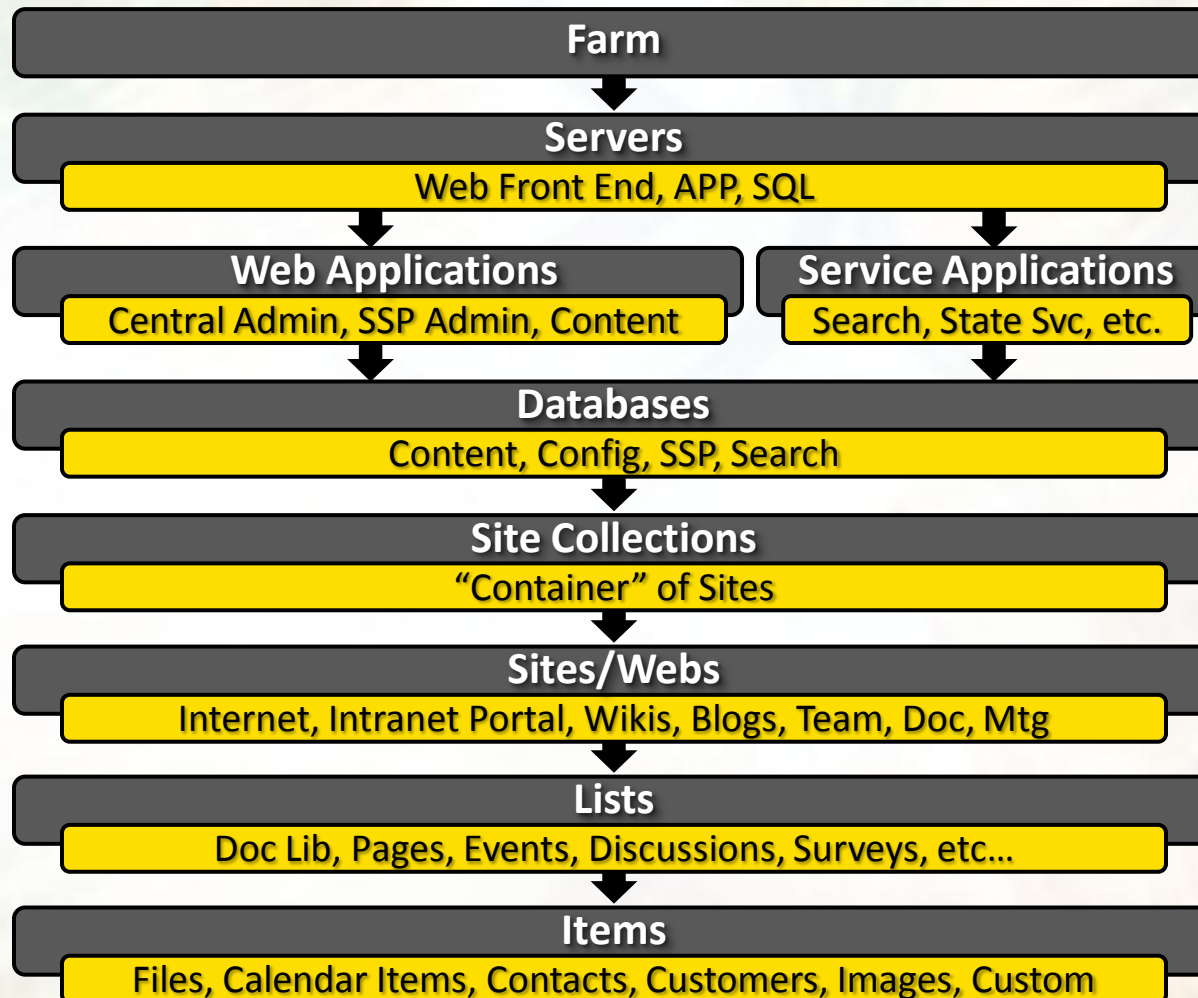 Farm
Servers
Web Front End, APP, SQL
Web Applications
Central Admin, SSP Admin, Content
Service Applications
Search, State Svc, etc.
Databases
Content, Config, SSP, Search
Site Collections
“Container” of Sites
Sites/Webs
Internet, Intranet Portal, Wikis, Blogs, Team, Doc, Mtg
Lists
Doc Lib, Pages, Events, Discussions, Surveys, etc…
Items
Files, Calendar Items, Contacts, Customers, Images, Custom